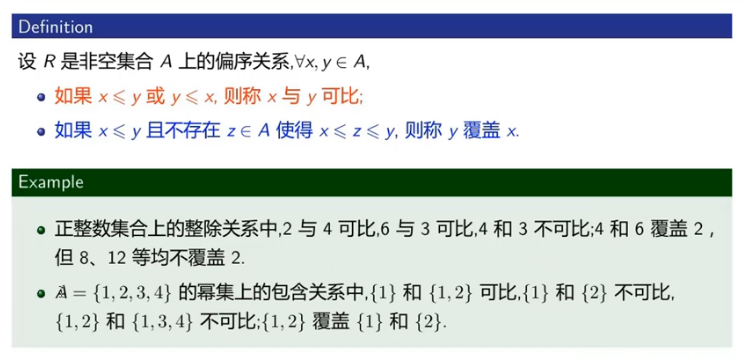 Definition
设 R 是非空集合 A 上的偏序关系,∀x, y ∈ A,
如果 x ⩽ y 或 y ⩽ x, 则称 x 与 y 可比;
如果 x ⩽ y 且不存在 z ∈ A 使得 x ⩽ z ⩽ y, 则称 y 覆盖 x.
Example
正整数集合上的整除关系中,2 与 4 可比,6 与 3 可比,4 和 3 不可比;4 和 6 覆盖 2 ,
但 8、12 等均不覆盖 2.
A = {1, 2, 3, 4} 的幂集上的包含关系中,{1} 和 {1, 2} 可比,{1} 和 {2} 不可比,
{1, 2} 和 {1, 3, 4} 不可比;{1, 2} 覆盖 {1} 和 {2}.